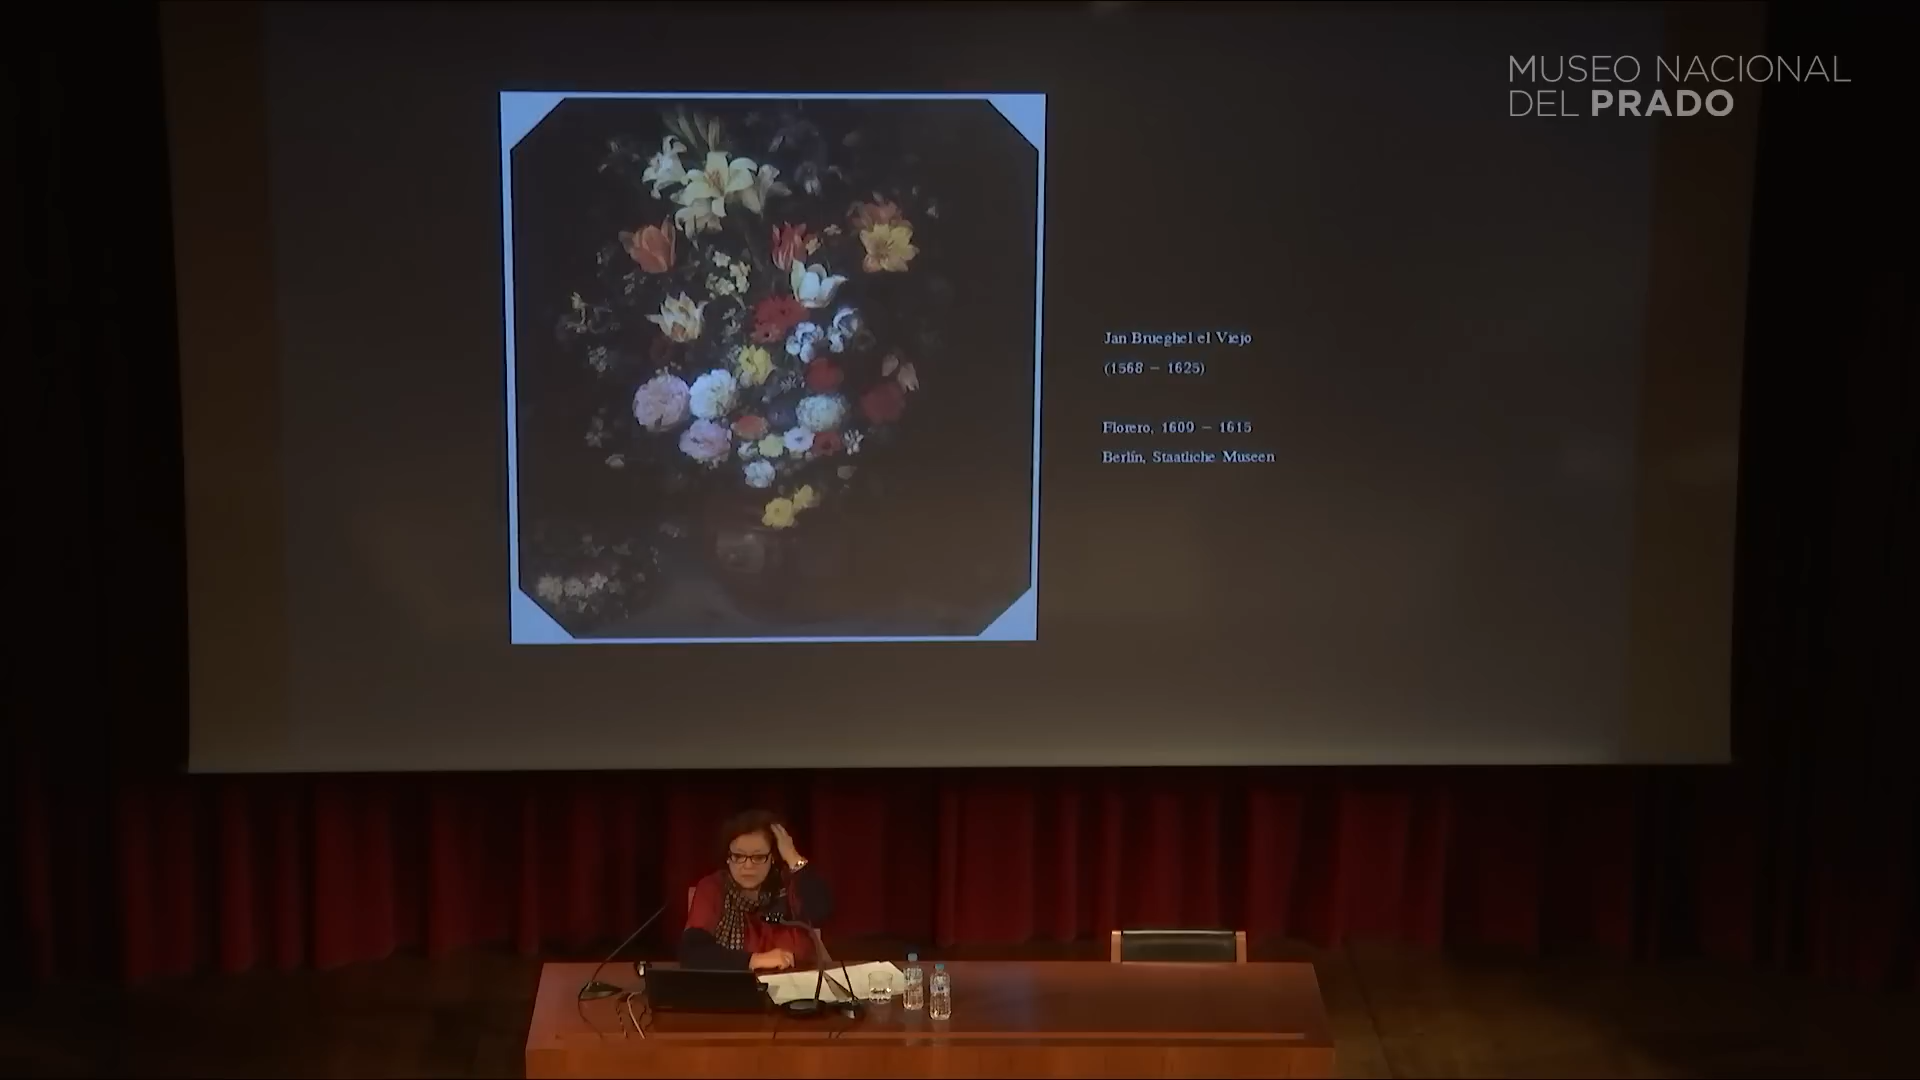 MUSEO NACIONAL
DEL PRADO
Jan Brueghel el Viejo
(1568 – 1625)
Florero, 1600 – 1615
Berlín, Staatliche Museen